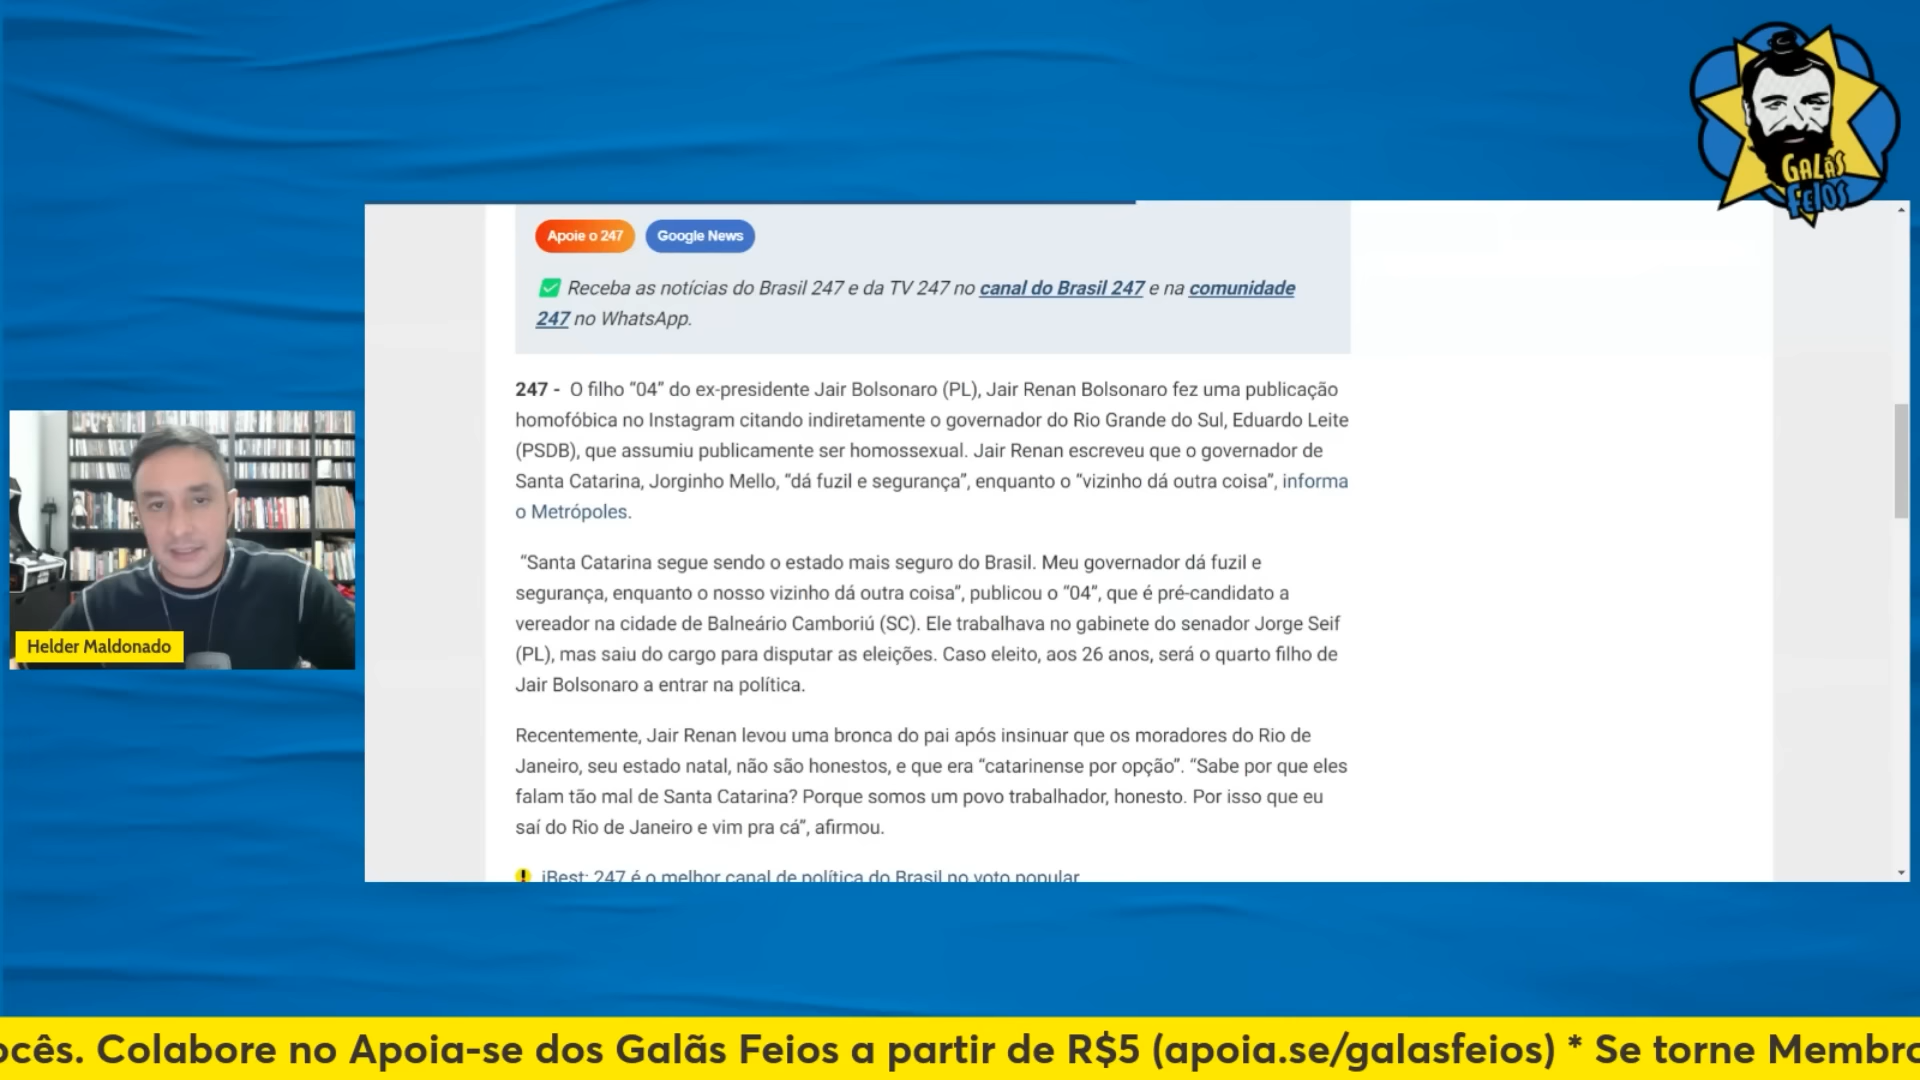 GALÃS
FEIOS
Apoie o 247
Google News
Receba as notícias do Brasil 247 e da TV 247 no canal do Brasil 247 e na comunidade
247 no WhatsApp.
247 - O filho “04” do ex-presidente Jair Bolsonaro (PL), Jair Renan Bolsonaro fez uma publicação
homofóbica no Instagram citando indiretamente o governador do Rio Grande do Sul, Eduardo Leite
(PSDB), que assumiu publicamente ser homossexual. Jair Renan escreveu que o governador de
Santa Catarina, Jorginho Mello, “dá fuzil e segurança”, enquanto o “vizinho dá outra coisa”, informa
o Metrópoles.
“Santa Catarina segue sendo o estado mais seguro do Brasil. Meu governador dá fuzil e
segurança, enquanto o nosso vizinho dá outra coisa”, publicou o “04”, que é pré-candidato a
vereador na cidade de Balneário Camboriú (SC). Ele trabalhava no gabinete do senador Jorge Seif
(PL), mas saiu do cargo para disputar as eleições. Caso eleito, aos 26 anos, será o quarto filho de
Jair Bolsonaro a entrar na política.
Recentemente, Jair Renan levou uma bronca do pai após insinuar que os moradores do Rio de
Janeiro, seu estado natal, não são honestos, e que era “catarinense por opção”. “Sabe por que eles
falam tão mal de Santa Catarina? Porque somos um povo trabalhador, honesto. Por isso que eu
saí do Rio de Janeiro e vim pra cá”, afirmou.
iBest: 247 é o melhor canal de política do Brasil no voto popular
Helder Maldonado
ocês. Colabore no Apoia-se dos Galãs Feios a partir de R$5 (apoia.se/galasfeios) * Se torne Membro